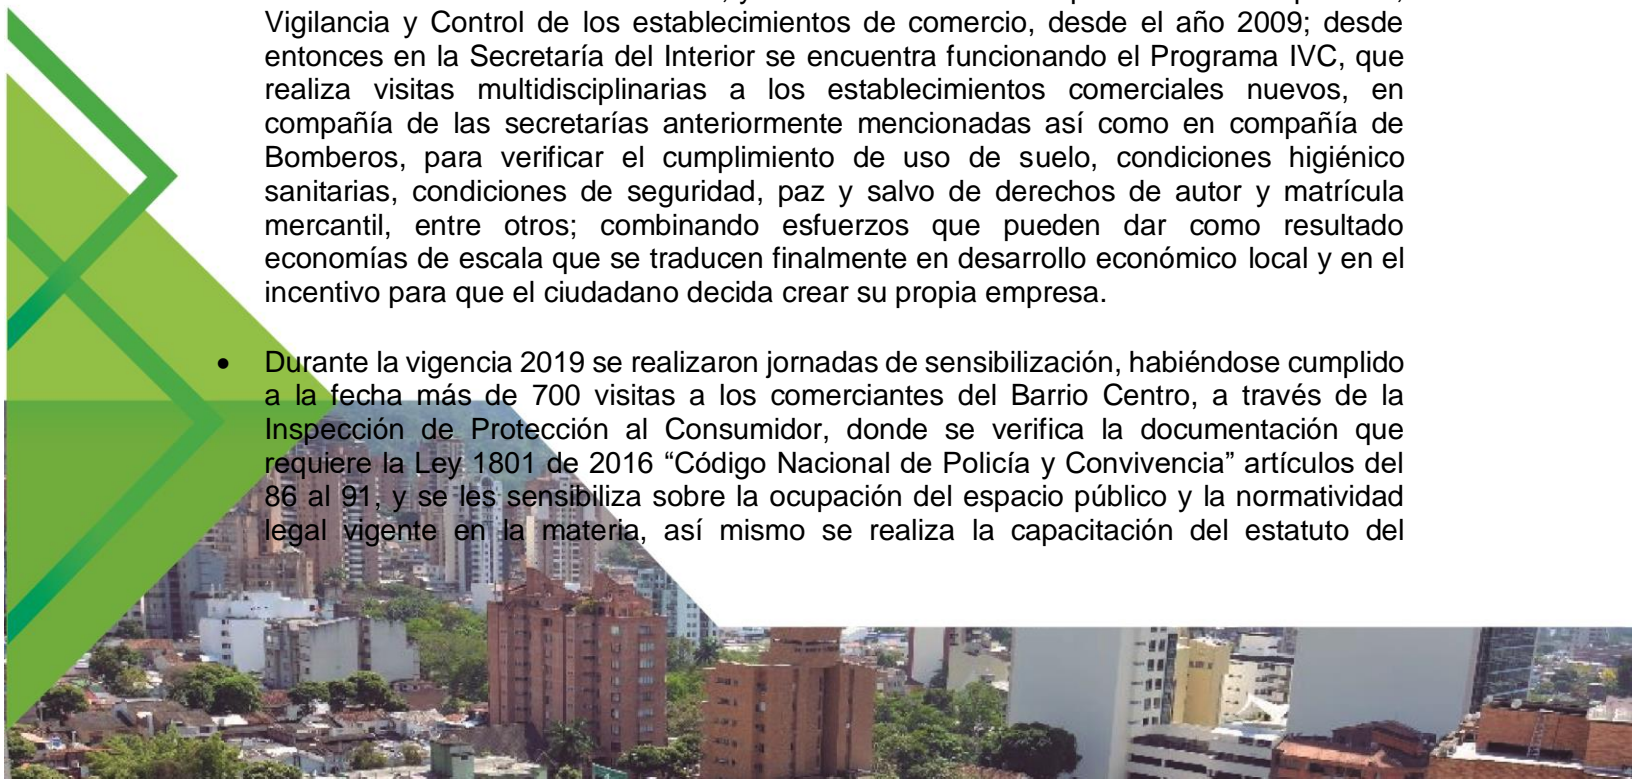 Vigilancia y Control de los establecimientos de comercio, desde el año 2009; desde
entonces en la Secretaría del Interior se encuentra funcionando el Programa IVC, que
realiza visitas multidisciplinarias a los establecimientos comerciales nuevos, en
compañía de las secretarías anteriormente mencionadas así como en compañía de
Bomberos, para verificar el cumplimiento de uso de suelo, condiciones higiénico
sanitarias, condiciones de seguridad, paz y salvo de derechos de autor y matrícula
mercantil, entre otros; combinando esfuerzos que pueden dar como resultado
economías de escala que se traducen finalmente en desarrollo económico local y en el
incentivo para que el ciudadano decida crear su propia empresa.
• Durante la vigencia 2019 se realizaron jornadas de sensibilización, habiéndose cumplido
a la fecha más de 700 visitas a los comerciantes del Barrio Centro, a través de la
Inspección de Protección al Consumidor, donde se verifica la documentación que
requiere la Ley 1801 de 2016 “Código Nacional de Policía y Convivencia” artículos del
86 al 91, y se les sensibiliza sobre la ocupación del espacio público y la normatividad
legal vigente en la materia, así mismo se realiza la capacitación del estatuto del